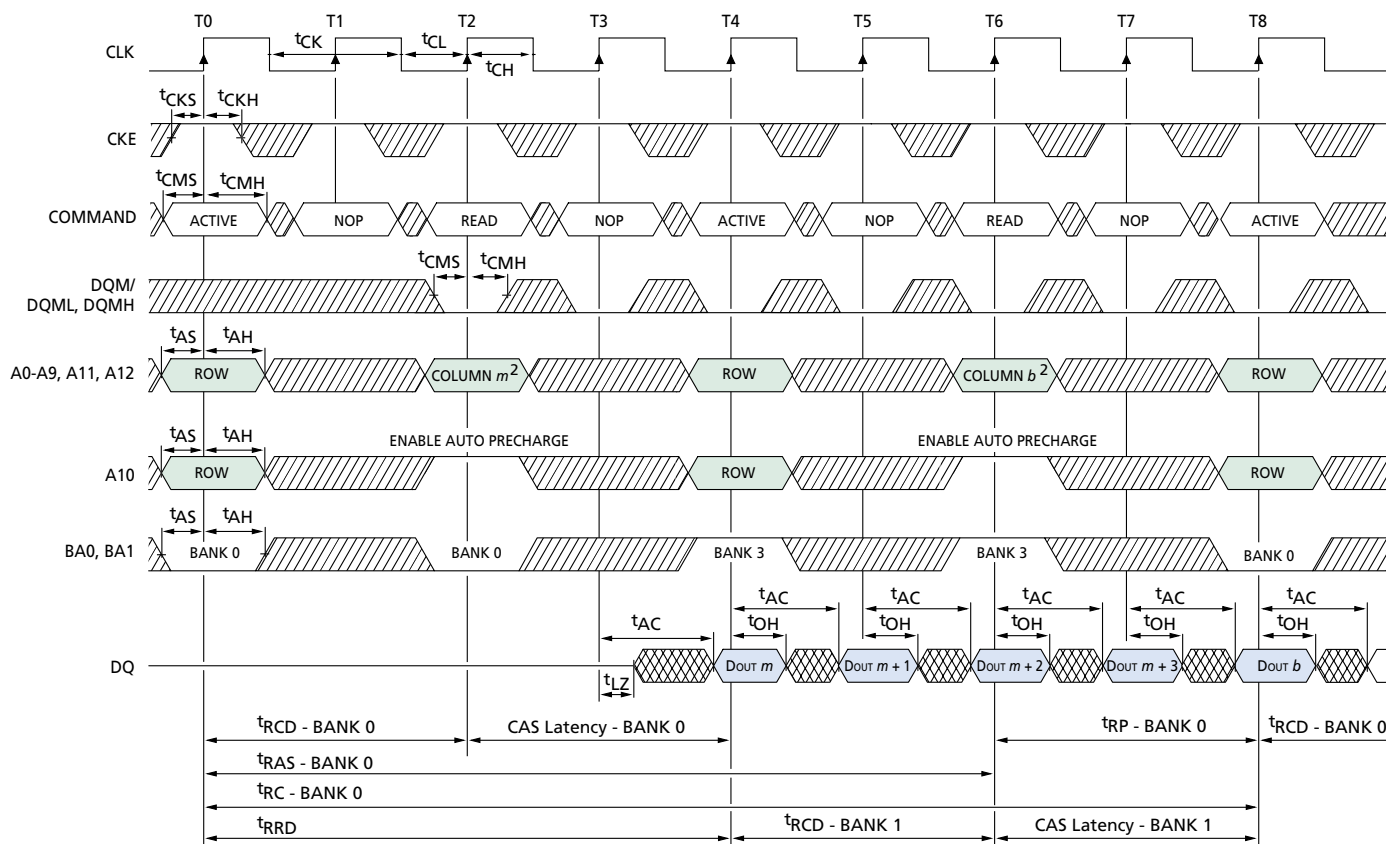 T0 T1 T2 T3 T4 T5 T6 T7 T8
CLK
tCK tCL
tCH
tCKS tCKH
CKE
tCMS tCMH
COMMAND ACTIVE NOP READ NOP ACTIVE NOP READ NOP ACTIVE
tCMS tCMH
DQM/
DQML, DQMH
tAS tAH
A0-A9, A11, A12 ROW COLUMN m2 ROW COLUMN b2 ROW
tAS tAH
ENABLE AUTO PRECHARGE ENABLE AUTO PRECHARGE
A10 ROW ROW ROW
tAS tAH
BA0, BA1 BANK 0 BANK 0 BANK 3 BANK 3 BANK 0
tAC tAC tAC tAC tAC
tAC tOH tOH tOH tOH tOH
DQ DOUT m DOUT m + 1 DOUT m + 2 DOUT m + 3 DOUT b
tLZ
tRCD - BANK 0 CAS Latency - BANK 0 tRP - BANK 0 tRCD - BANK 0
tRAS - BANK 0
tRC - BANK 0
tRRD tRCD - BANK 1 CAS Latency - BANK 1